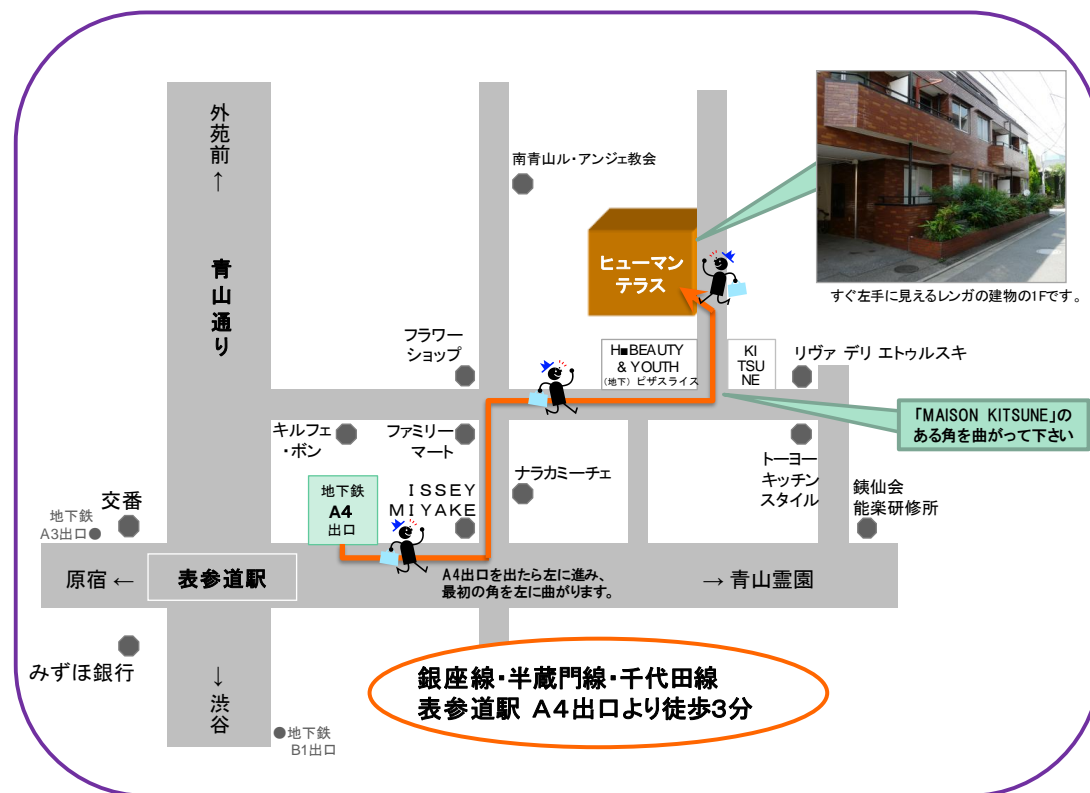 外苑前
↑
青山通り
南青山ル・アンジェ教会
ヒューマン
テラス
すぐ左手に見えるレンガの建物の1Fです。
フラワー
ショップ
H■BEAUTY
& YOUTH
(地下) ピザスライス
KI
TSU
NE
リヴァ デリ エトゥルスキ
「MAISON KITSUNE」の
ある角を曲がって下さい
キルフェ
・ボン
ファミリー
マート
ナラカミーチェ
トーヨー
キッチン
スタイル
銕仙会
能楽研修所
地下鉄
A4
出口
ISSEY
MIYAKE
交番
地下鉄
A3出口
原宿 ←
表参道駅
A4出口を出たら左に進み、
最初の角を左に曲がります。
→ 青山霊園
みずほ銀行
↓
渋谷
地下鉄
B1出口
銀座線・半蔵門線・千代田線
表参道駅 A4出口より徒歩3分